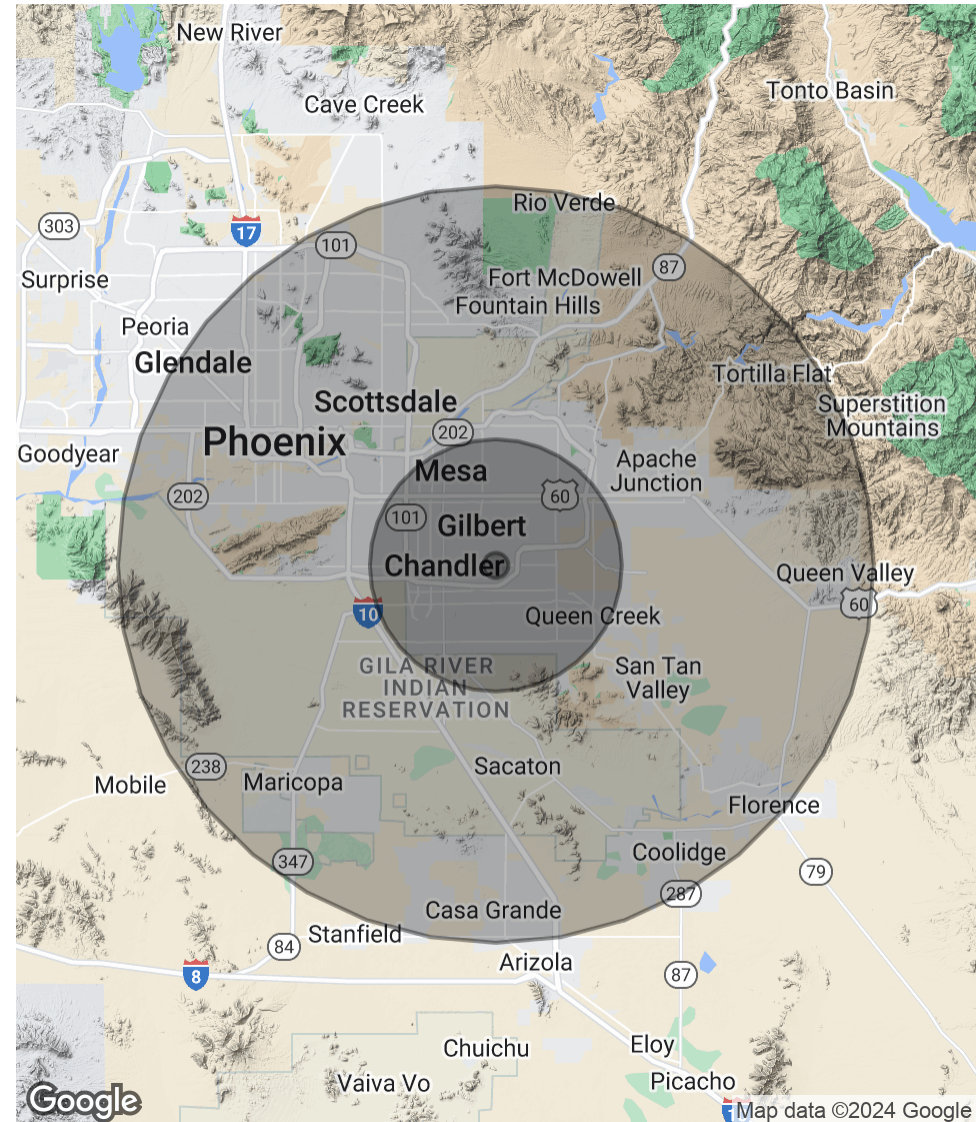 New River
Cave Creek
Tonto Basin
Rio Verde
303
17
101
87
Surprise
Fort McDowell
Fountain Hills
Peoria
Glendale
Tortilla Flat
Scottsdale
Superstition
Mountains
202
Phoenix
Goodyear
Mesa
Apache
Junction
202
60
101
Gilbert
Chandler
Queen Valley
60
10
Queen Creek
GILA RIVER
INDIAN
RESERVATION
San Tan
Valley
238
Sacaton
Mobile
Maricopa
Florence
347
Coolidge
79
287
Casa Grande
Stanfield
84
Arizola
8
87
Chuichu
Eloy
Vaiva Vo
Picacho
Google
Map data ©2024 Google